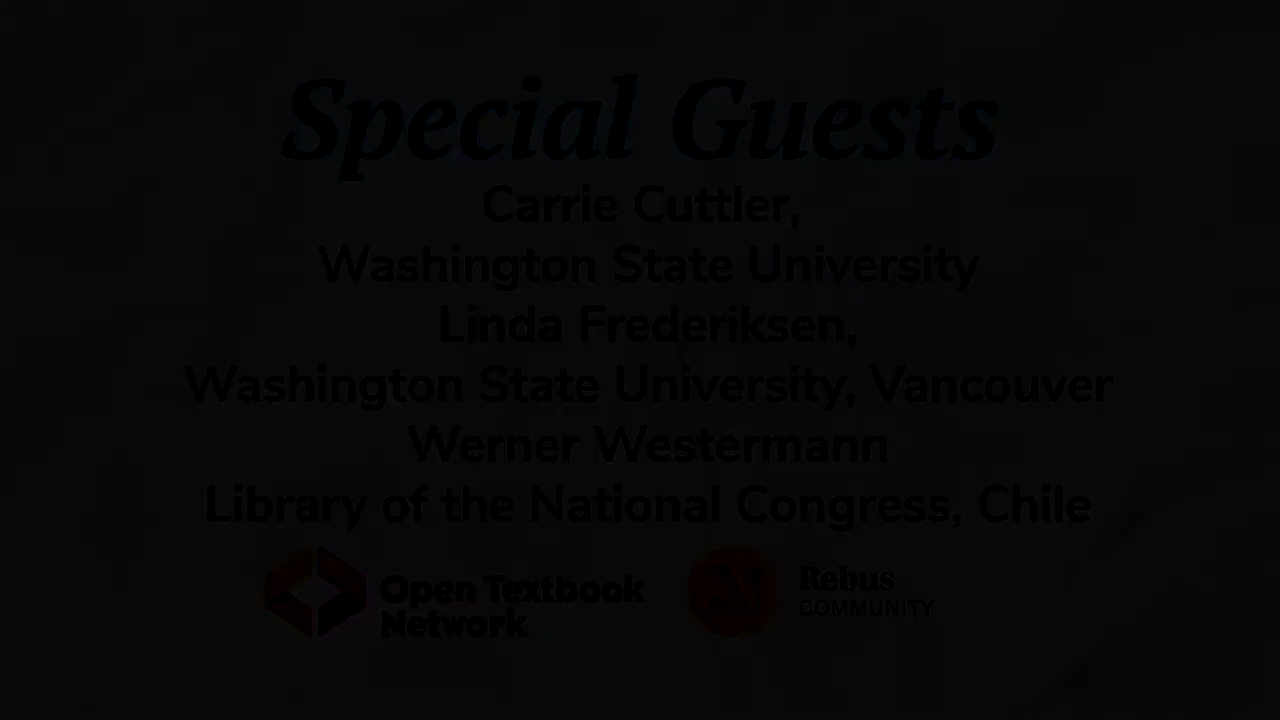 Special Guests
Carrie Cuttler,
Washington State University
Linda Frederiksen,
Washington State University, Vancouver
Werner Westermann
Library of the National Congress, Chile
Open Textbook
Network
Rebus
COMMUNITY